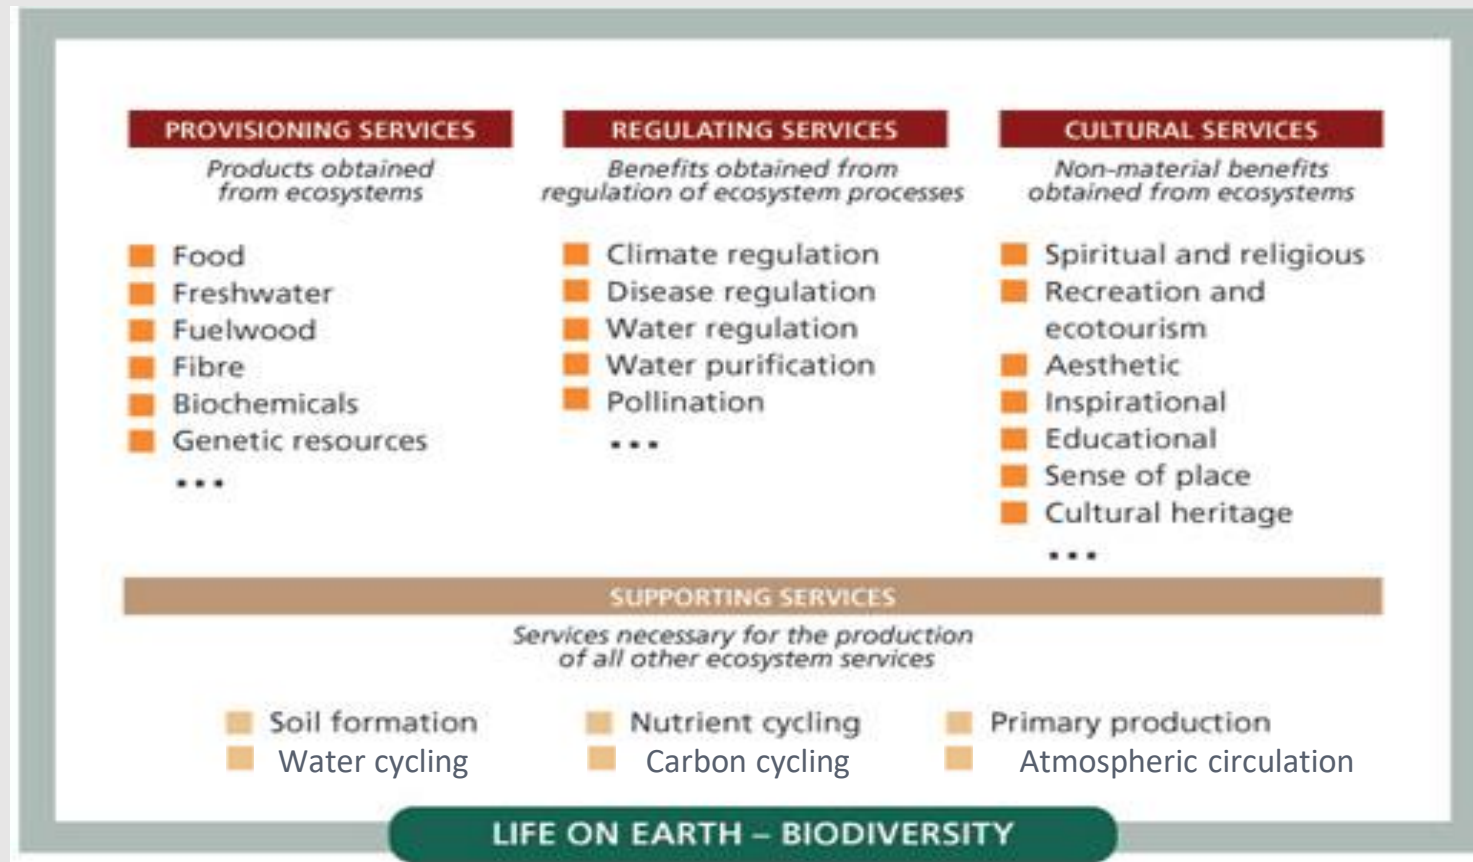 PROVISIONING SERVICES
Products obtained
from ecosystems
Food
Freshwater
Fuelwood
Fibre
Biochemicals
Genetic resources
...
REGULATING SERVICES
Benefits obtained from
regulation of ecosystem processes
Climate regulation
Disease regulation
Water regulation
Water purification
Pollination
...
CULTURAL SERVICES
Non-material benefits
obtained from ecosystems
Spiritual and religious
Recreation and
ecotourism
Aesthetic
Inspirational
Educational
Sense of place
Cultural heritage
...
SUPPORTING SERVICES
Services necessary for the production
of all other ecosystem services
Soil formation
Nutrient cycling
Primary production
Water cycling
Carbon cycling
Atmospheric circulation
LIFE ON EARTH – BIODIVERSITY